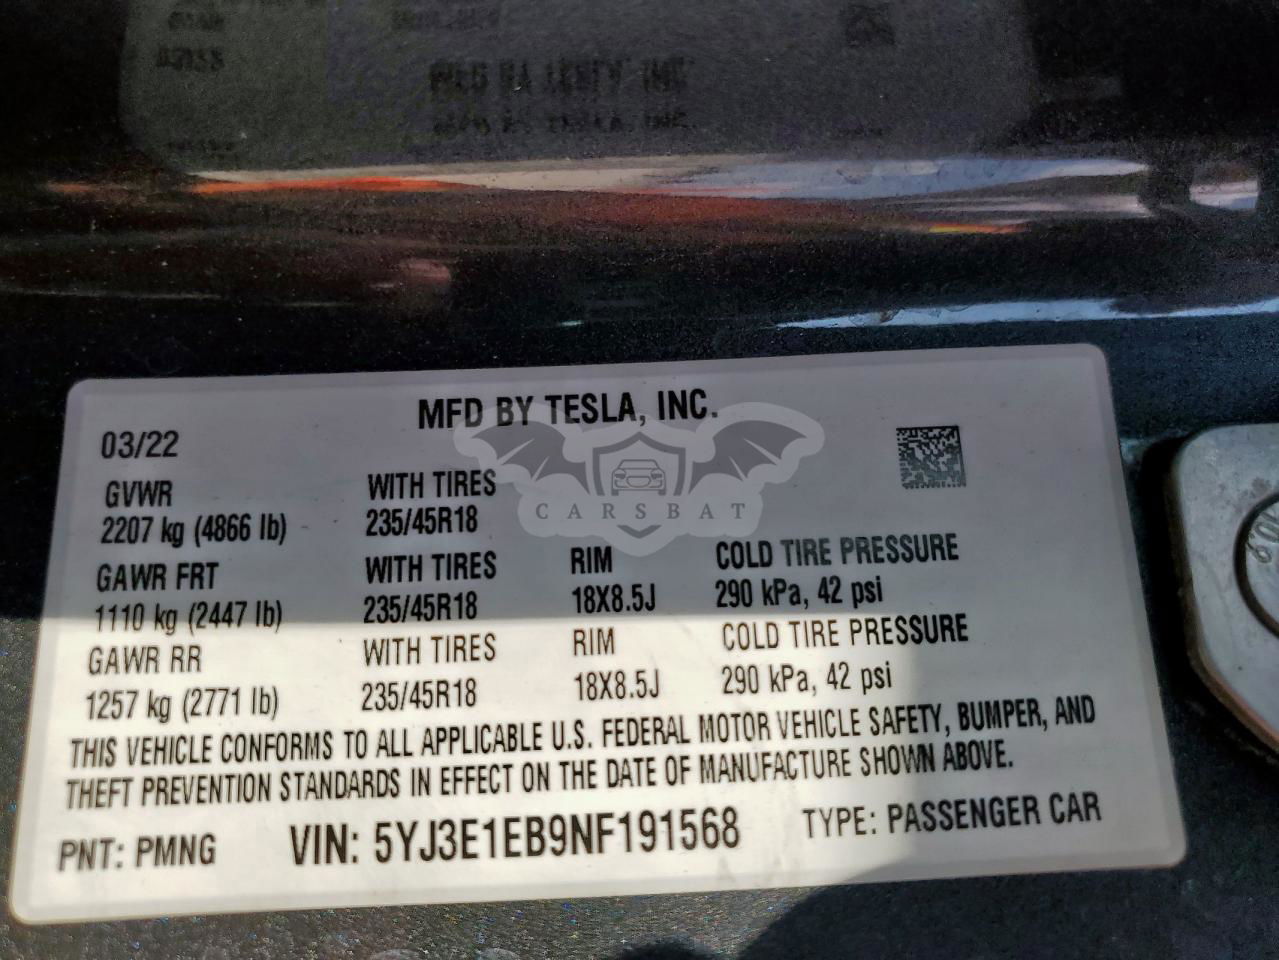 MFD BY TESLA, INC.
03/22
GVWR WITH TIRES
2207 kg (4866 lb) 235/45R18
GAWR FRT WITH TIRES RIM COLD TIRE PRESSURE
1110 kg (2447 lb) 235/45R18 18X8.5J 290 kPa, 42 psi
GAWR RR WITH TIRES RIM COLD TIRE PRESSURE
1257 kg (2771 lb) 235/45R18 18X8.5J 290 kPa, 42 psi
THIS VEHICLE CONFORMS TO ALL APPLICABLE U.S. FEDERAL MOTOR VEHICLE SAFETY, BUMPER, AND
THEFT PREVENTION STANDARDS IN EFFECT ON THE DATE OF MANUFACTURE SHOWN ABOVE.
PNT: PMNG VIN: 5YJ3E1EB9NF191568 TYPE: PASSENGER CAR
CARSBAT